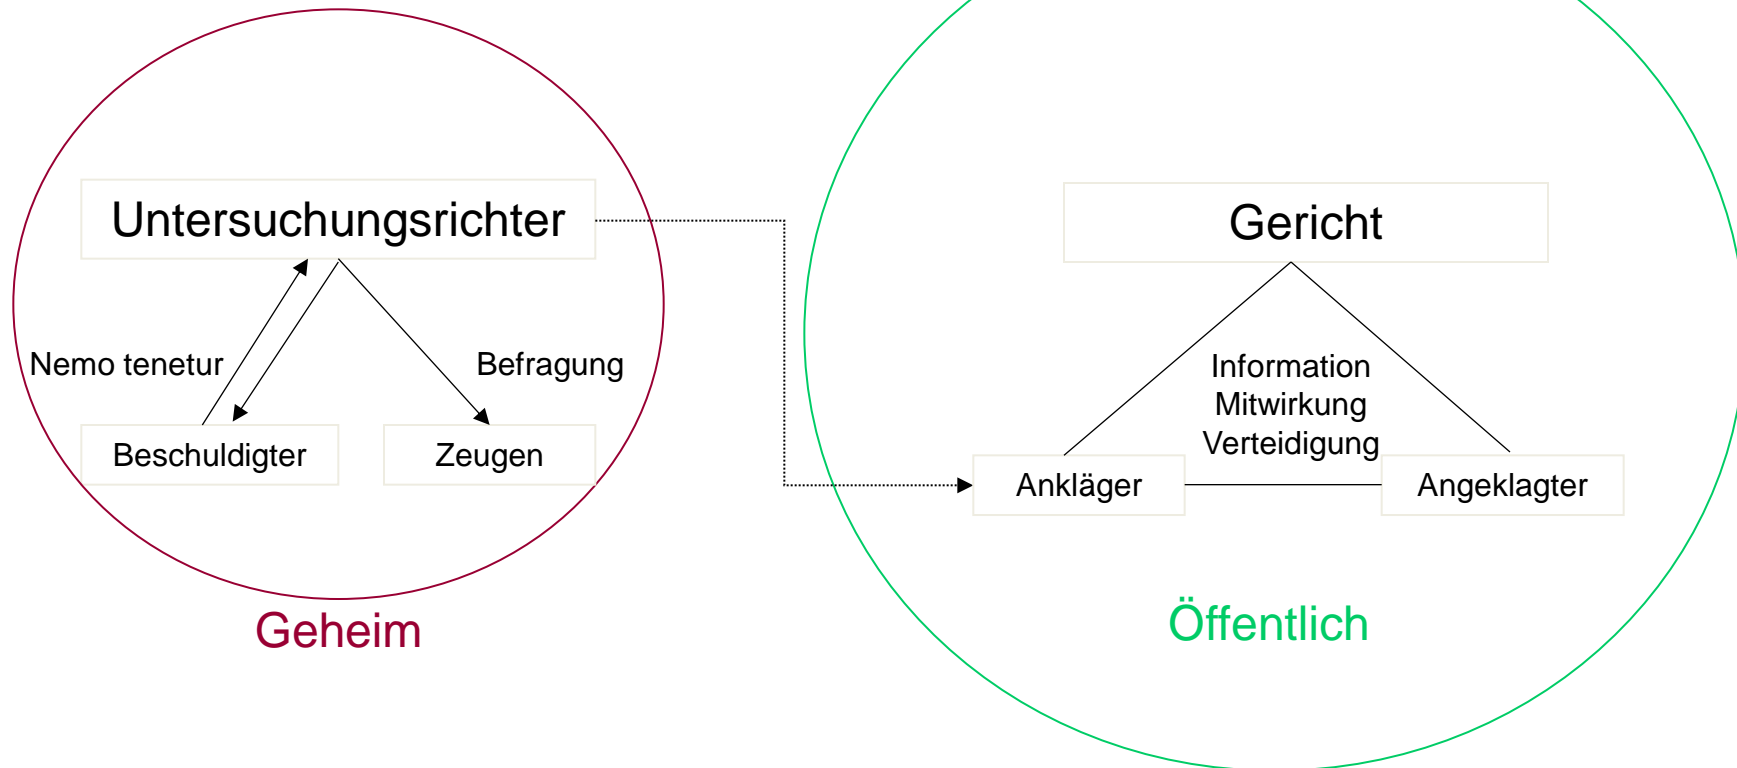 Untersuchungsrichter
Nemo tenetur
Befragung
Beschuldigter
Zeugen
Geheim
Gericht
Information
Mitwirkung
Verteidigung
Ankläger
Angeklagter
Öffentlich